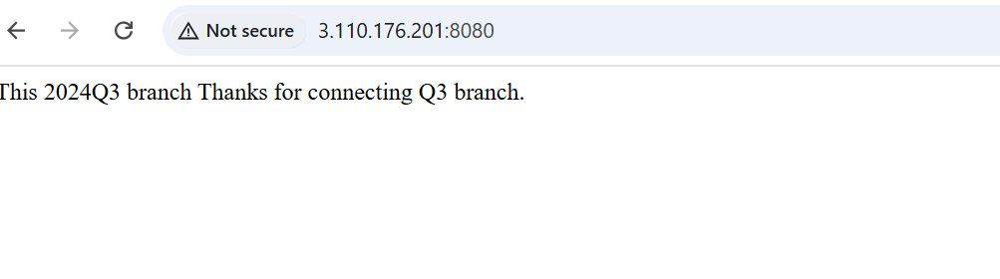 Not secure 3.110.176.201:8080
This 2024Q3 branch Thanks for connecting Q3 branch.